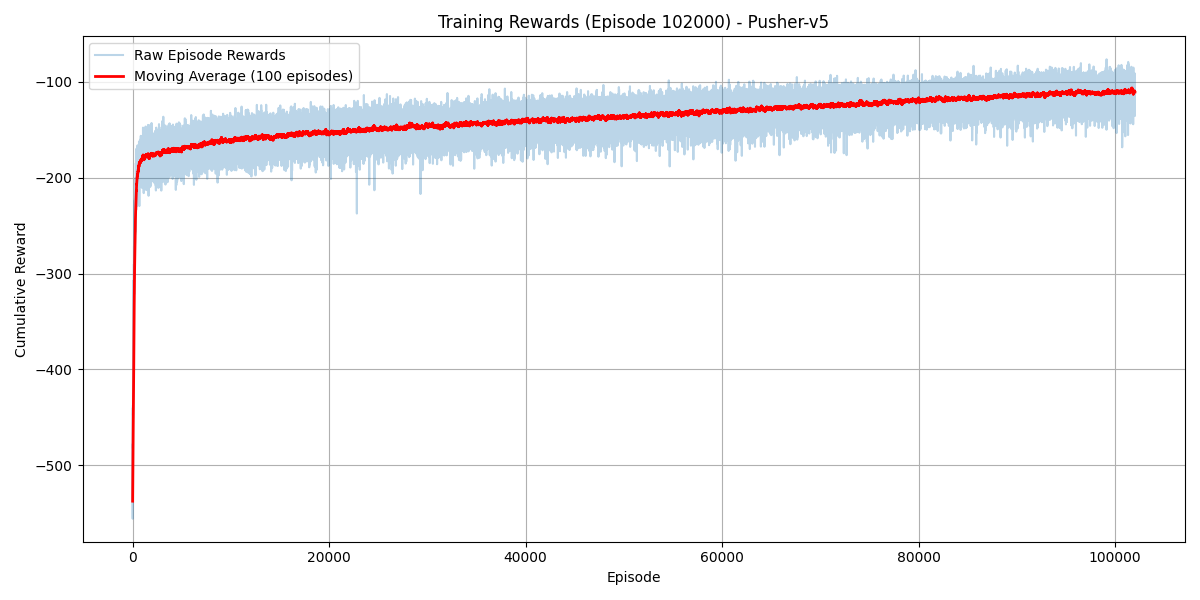 Training Rewards (Episode 102000) - Pusher-v5
Raw Episode Rewards
Moving Average (100 episodes)
−100
−200
−300
−400
−500
Cumulative Reward
0
20000
40000
60000
80000
100000
Episode